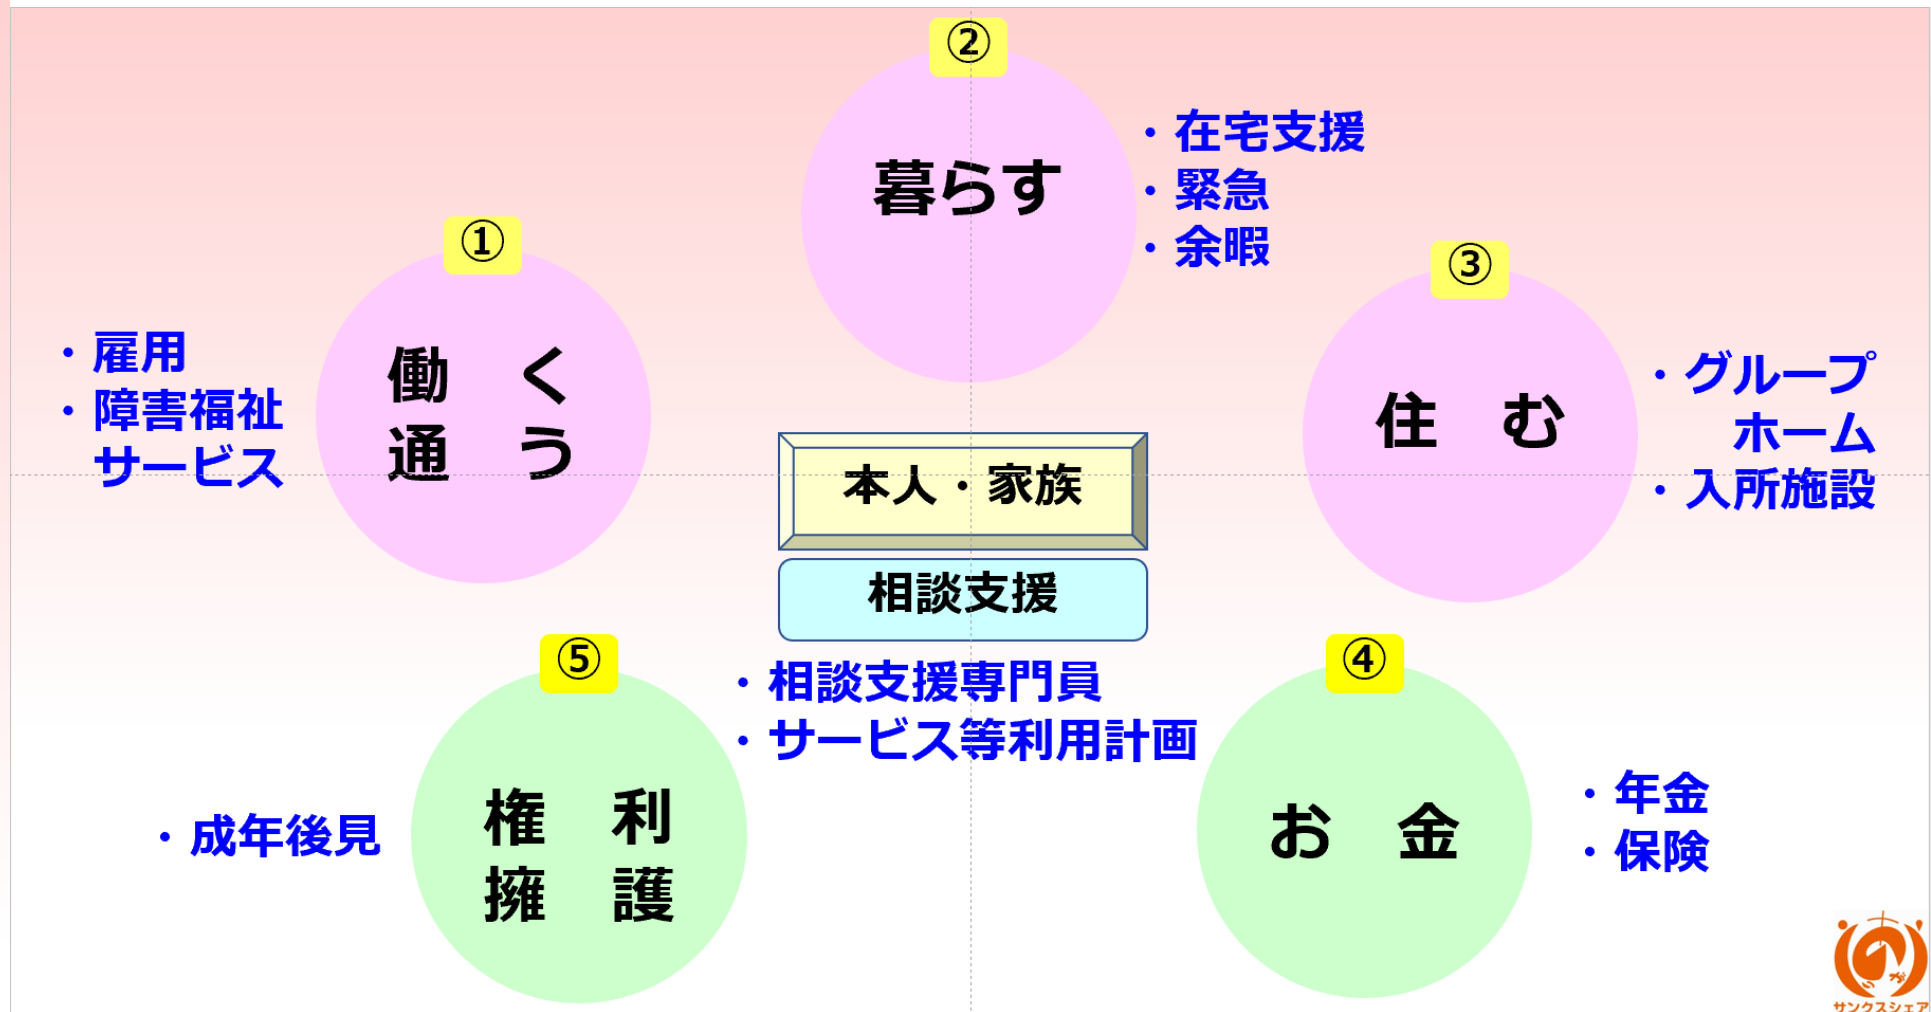 ①
働　く
通　う
・雇用
・障害福祉
サービス
②
暮らす
・在宅支援
・緊急
・余暇
③
住　む
・グループ
ホーム
・入所施設
本人・家族
相談支援
・相談支援専門員
・サービス等利用計画
④
お　金
・年金
・保険
⑤
権　利
擁　護
・成年後見
サンクスシェア